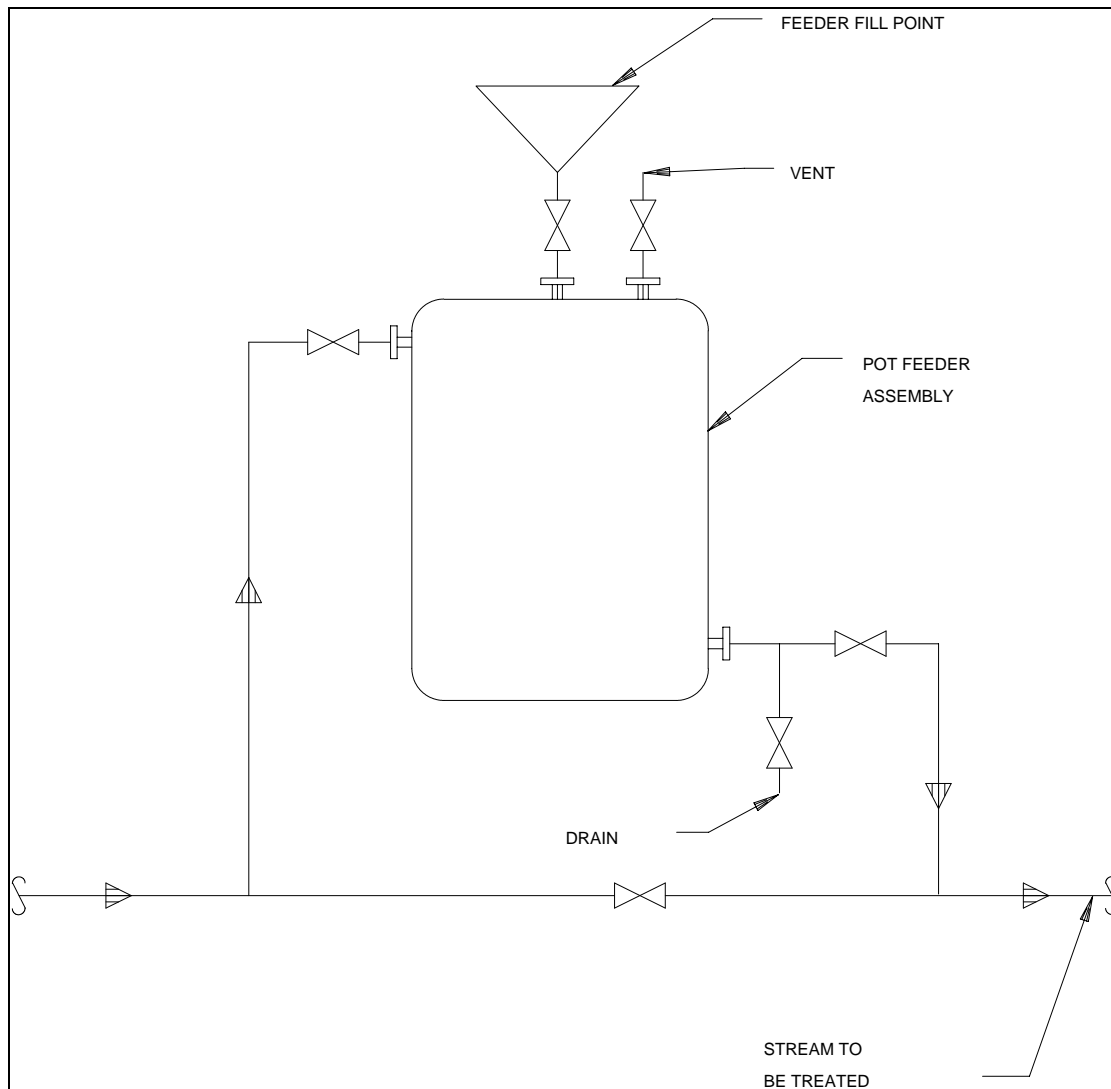 FEEDER FILL POINT
VENT
POT FEEDER
ASSEMBLY
DRAIN
STREAM TO
BE TREATED